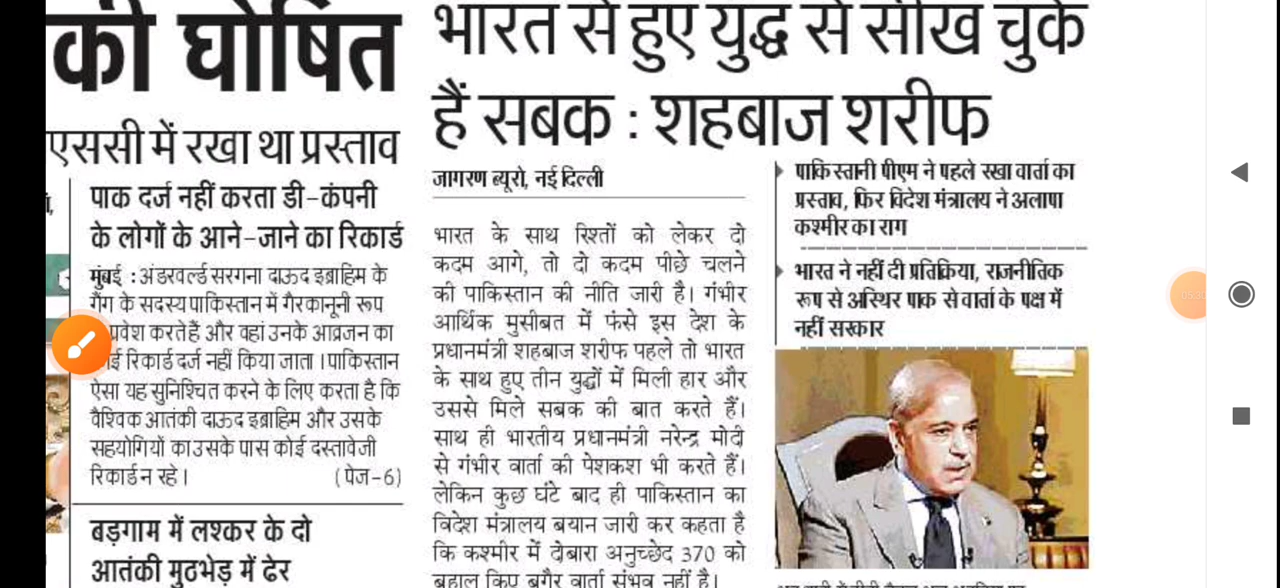 की घोषित
एससी में रखा था प्रस्ताव
पाक दर्ज नहीं करता डी-कंपनी
के लोगों के आने-जाने का रिकार्ड
मुंबई : अंडरवर्ल्ड सरगना दाऊद इब्राहिम के
गैंग के सदस्य पाकिस्तान में गैरकानूनी रूप
प्रवेश करते हैं और वहां उनके आव्रजन का
रिकार्ड दर्ज नहीं किया जाता । पाकिस्तान
ऐसा यह सुनिश्चित करने के लिए करता है कि
वैश्विक आतंकी दाऊद इब्राहिम और उसके
सहयोगियों का उसके पास कोई दस्तावेजी
रिकार्ड न रहे । (पेज-6)
बड़गाम में लश्कर के दो
आतंकी मुठभेड़ में ढेर
भारत से हुए युद्ध से सीख चुके
हैं सबक : शहबाज शरीफ
जागरण ब्यूरो, नई दिल्ली
भारत के साथ रिश्तों को लेकर दो
कदम आगे, तो दो कदम पीछे चलने
की पाकिस्तान की नीति जारी है। गंभीर
आर्थिक मुसीबत में फंसे इस देश के
प्रधानमंत्री शहबाज शरीफ पहले तो भारत
के साथ हुए तीन युद्धों में मिली हार और
उससे मिले सबक की बात करते हैं।
साथ ही भारतीय प्रधानमंत्री नरेन्द्र मोदी
से गंभीर वार्ता की पेशकश भी करते हैं।
लेकिन कुछ घंटे बाद ही पाकिस्तान का
विदेश मंत्रालय बयान जारी कर कहता है
कि कश्मीर में दोबारा अनुच्छेद 370 को
बहाल किए बगैर वार्ता संभव नहीं है।
पाकिस्तानी पीएम ने पहले रखा वार्ता का
प्रस्ताव, फिर विदेश मंत्रालय ने अलापा
कश्मीर का राग
भारत ने नहीं दी प्रतिक्रिया, राजनीतिक
रूप से अस्थिर पाक से वार्ता के पक्ष में
नहीं सरकार